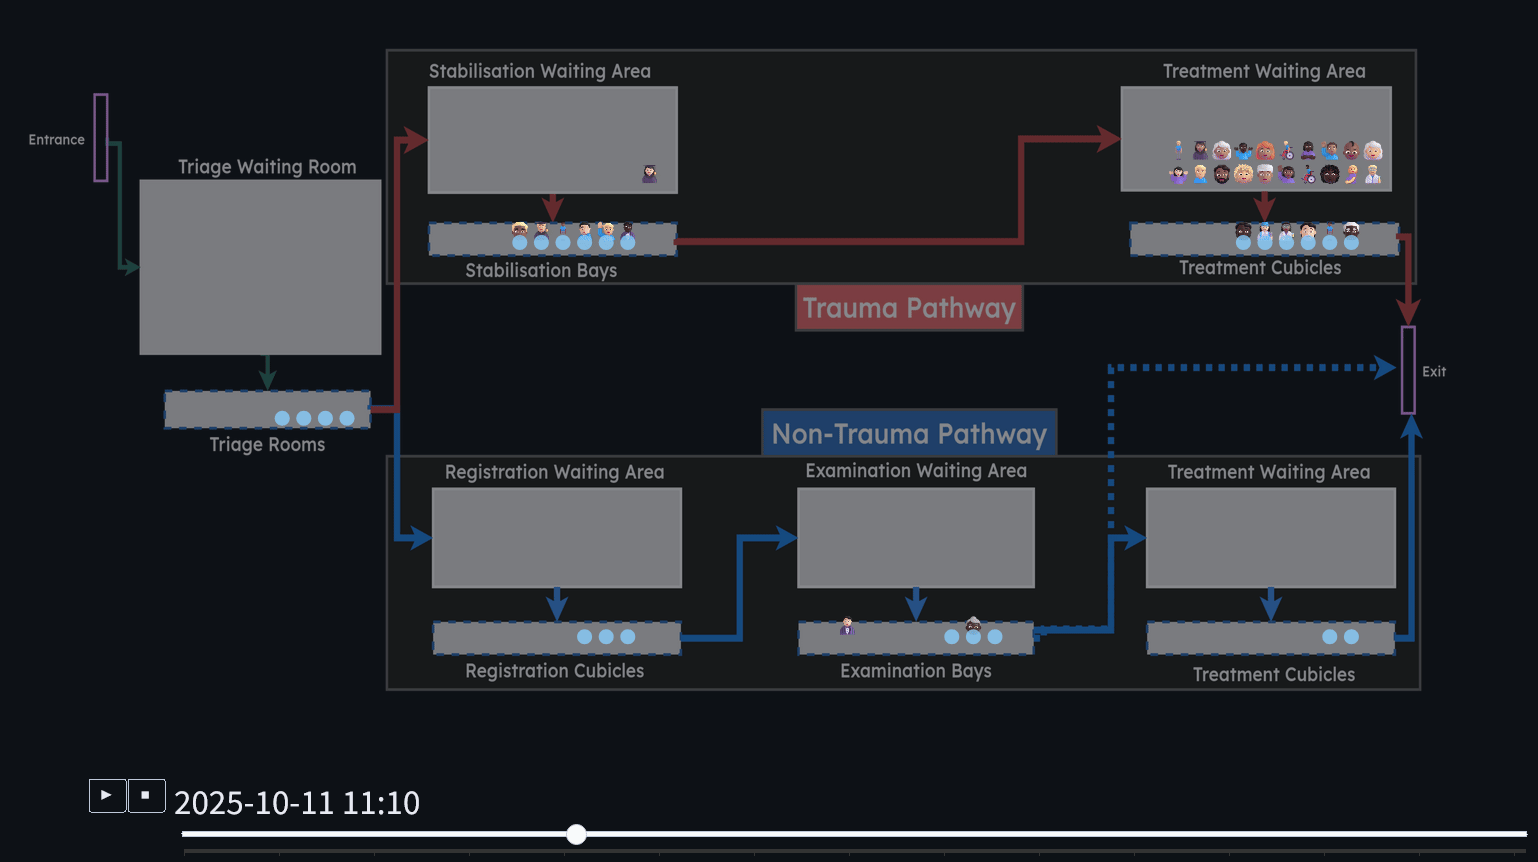 Stabilisation Waiting Area
Treatment Waiting Area
Entrance
Triage Waiting Room
Stabilisation Bays
Treatment Cubicles
Trauma Pathway
Exit
Triage Rooms
Non-Trauma Pathway
Registration Waiting Area
Examination Waiting Area
Treatment Waiting Area
Registration Cubicles
Examination Bays
Treatment Cubicles
2025-10-11 11:10